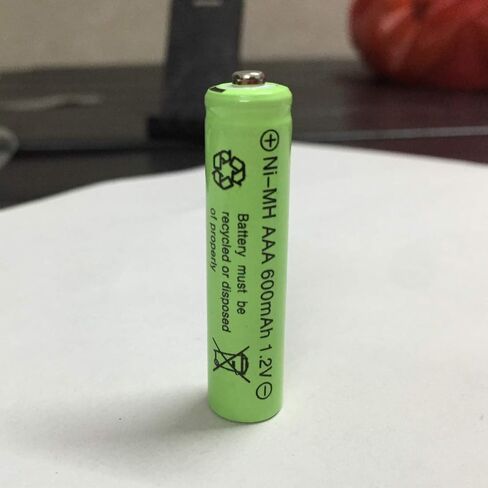 ⊕ Ni-MH AAA 600mAh 1.2V ⊖
Battery must be
recycled or disposed
of properly